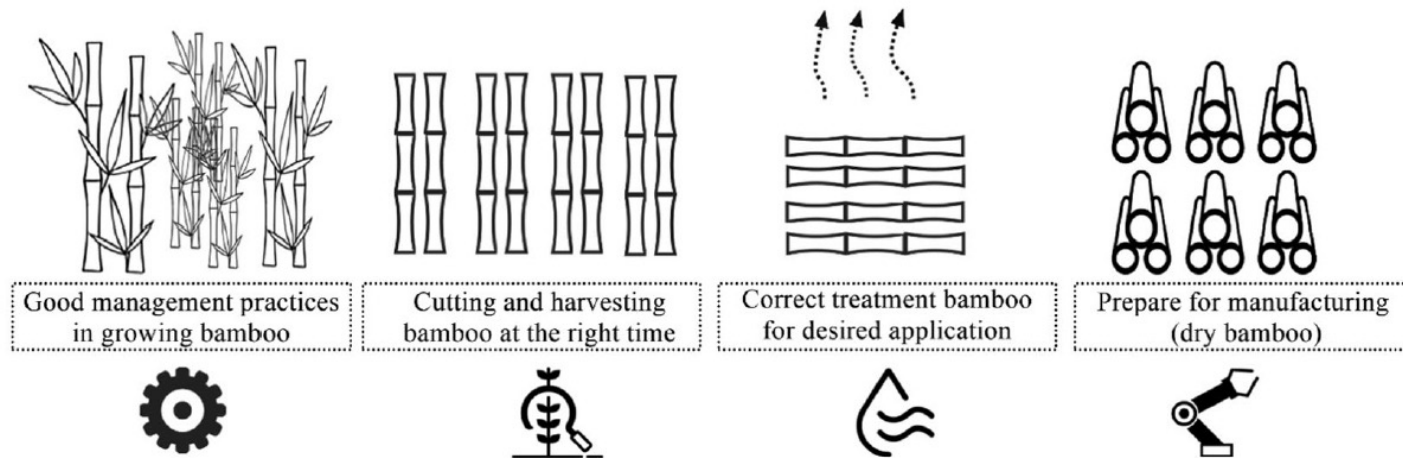 Good management practices
in growing bamboo
Cutting and harvesting
bamboo at the right time
Correct treatment bamboo
for desired application
Prepare for manufacturing
(dry bamboo)